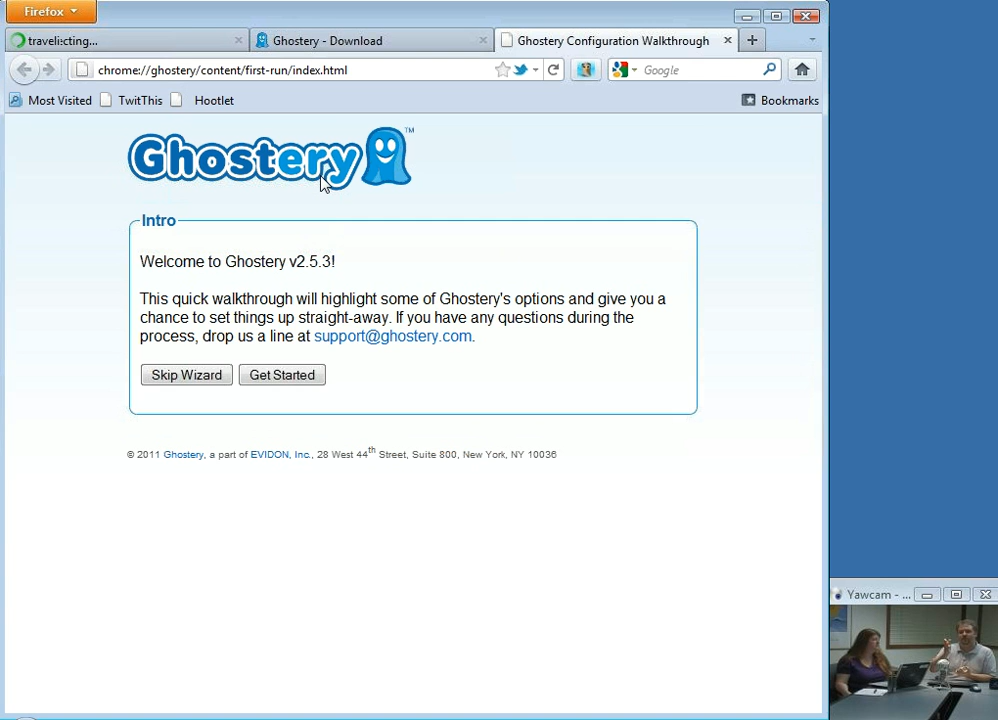 Firefox
traveli:cting...
Ghostery - Download
Ghostery Configuration Walkthrough
chrome://ghostery/content/first-run/index.html
Google
Most Visited
TwitThis
Hootlet
Bookmarks
Ghostery™
Intro
Welcome to Ghostery v2.5.3!
This quick walkthrough will highlight some of Ghostery's options and give you a
chance to set things up straight-away. If you have any questions during the
process, drop us a line at support@ghostery.com.
Skip Wizard Get Started
© 2011 Ghostery, a part of EVIDON, Inc., 28 West 44th Street, Suite 800, New York, NY 10036
Yawcam - ...